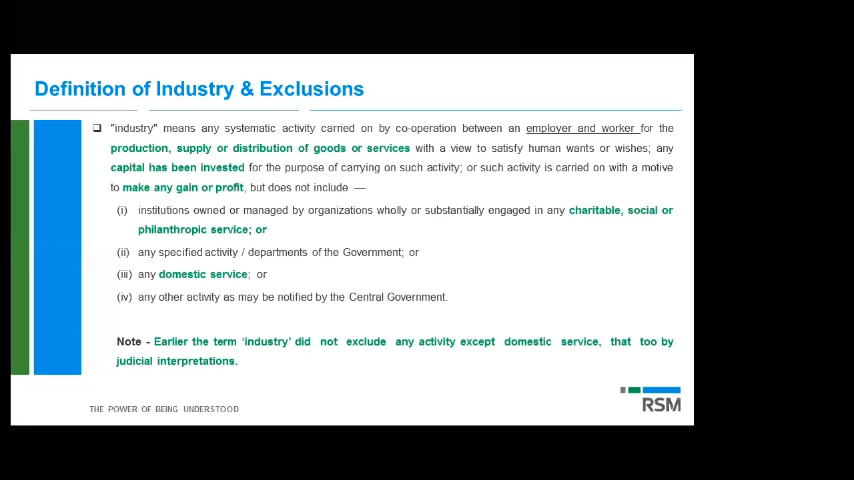 Definition of Industry & Exclusions
"industry" means any systematic activity carried on by co-operation between an employer and worker for the
production, supply or distribution of goods or services with a view to satisfy human wants or wishes; any
capital has been invested for the purpose of carrying on such activity; or such activity is carried on with a motive
to make any gain or profit, but does not include —
(i) institutions owned or managed by organizations wholly or substantially engaged in any charitable, social or
philanthropic service; or
(ii) any specified activity / departments of the Government; or
(iii) any domestic service; or
(iv) any other activity as may be notified by the Central Government.
Note - Earlier the term ‘industry’ did not exclude any activity except domestic service, that too by
judicial interpretations.
THE POWER OF BEING UNDERSTOOD
RSM